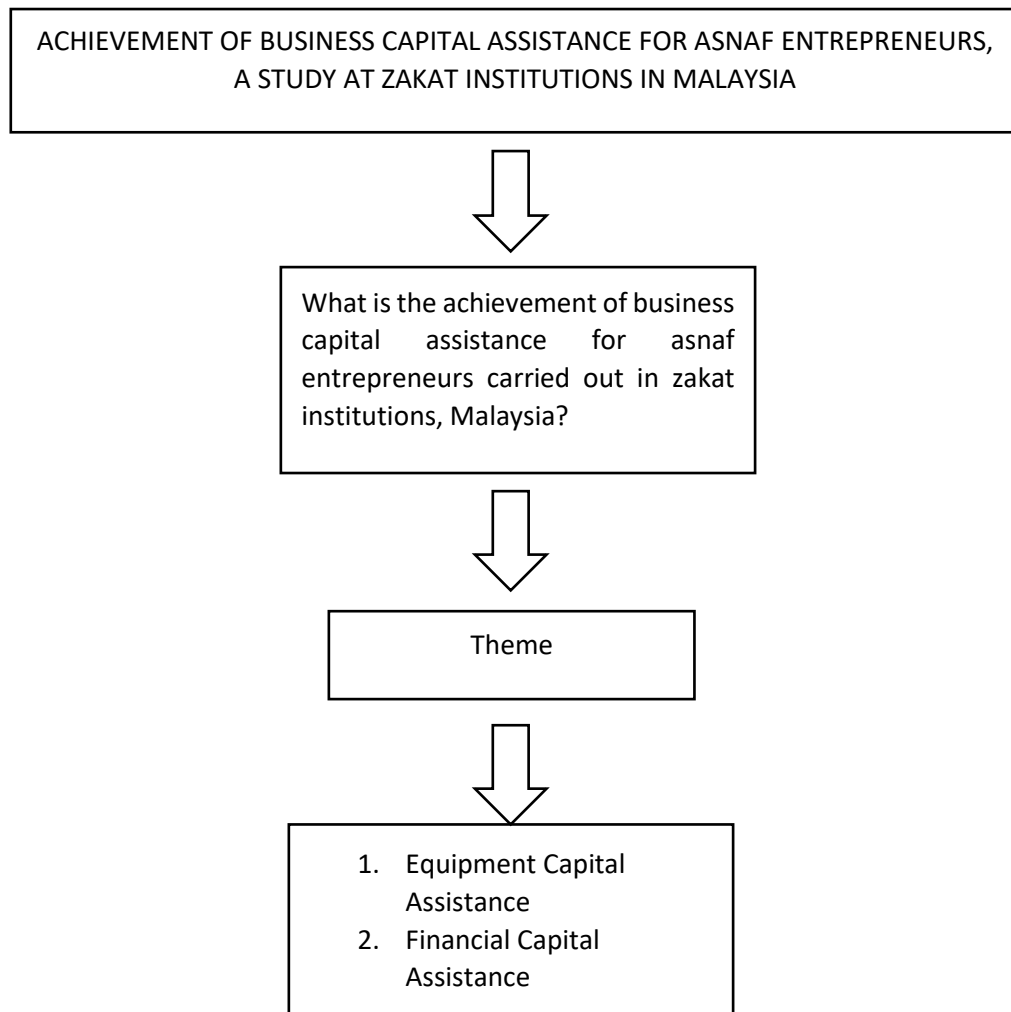 ACHIEVEMENT OF BUSINESS CAPITAL ASSISTANCE FOR ASNAF ENTREPRENEURS,
A STUDY AT ZAKAT INSTITUTIONS IN MALAYSIA
What is the achievement of business
capital assistance for asnaf
entrepreneurs carried out in zakat
institutions, Malaysia?
Theme
1. Equipment Capital
Assistance
2. Financial Capital
Assistance